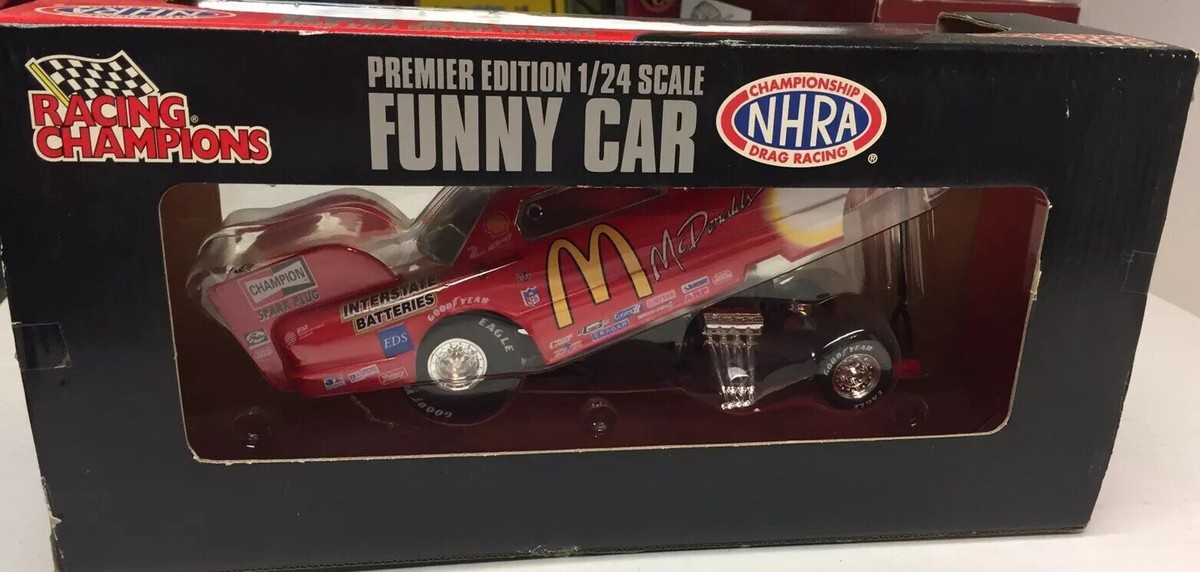 RACING
CHAMPIONS®
PREMIER EDITION 1/24 SCALE
FUNNY CAR
CHAMPIONSHIP
NHRA
DRAG RACING
®
CHAMPION
SPARK PLUG
INTERSTATE
BATTERIES
EDS
GOODYEAR
EAGLE
GOODYEAR
M
McDonald's
GOODYEAR
EAGLE